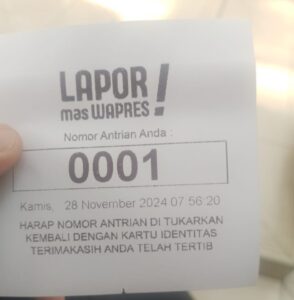 LAPOR
mas WAPRES!
Nomor Antrian Anda :
0001
Kamis, 28 November 2024 07:56:20
HARAP NOMOR ANTRIAN DI TUKARKAN
KEMBALI DENGAN KARTU IDENTITAS
TERIMAKASIH ANDA TELAH TERTIB